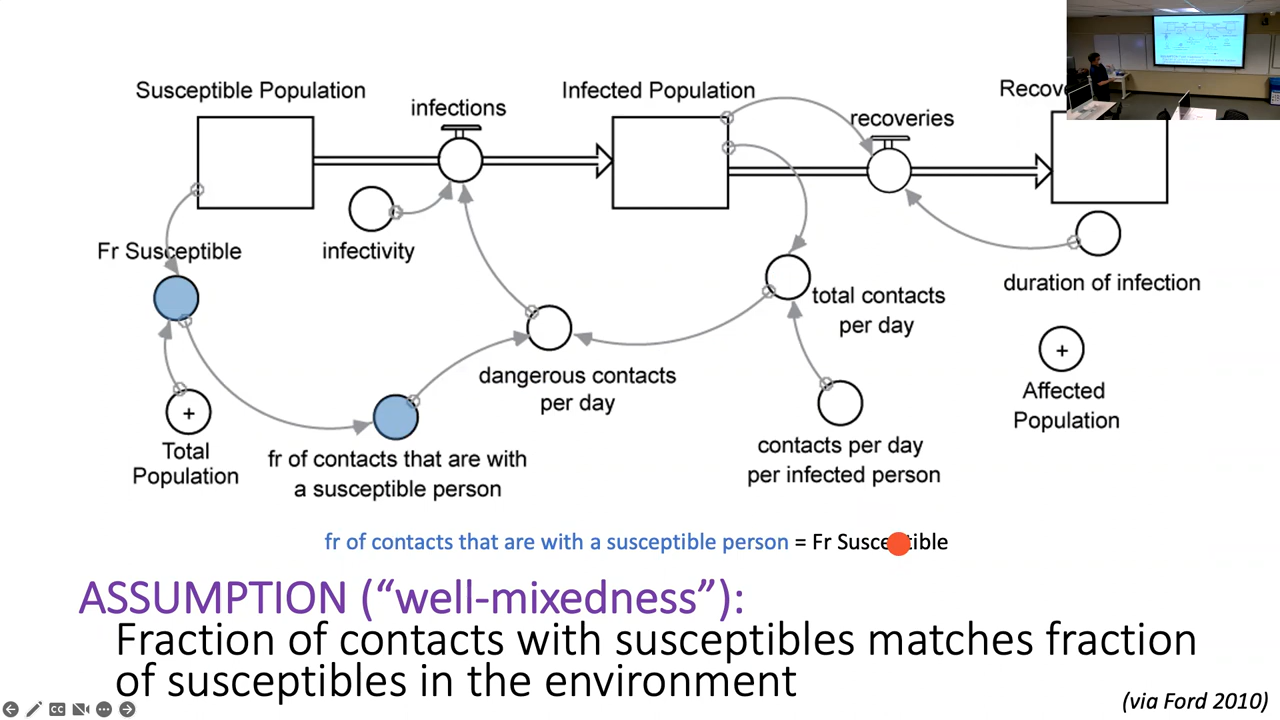 Susceptible Population
infections
Infected Population
recoveries
infectivity
Fr Susceptible
duration of infection
total contacts
per day
dangerous contacts
per day
+
Affected
Population
+
Total
Population
fr of contacts that are with
a susceptible person
contacts per day
per infected person
fr of contacts that are with a susceptible person = Fr
ASSUMPTION (“well-mixedness”):
Fraction of contacts with susceptibles matches fraction
of susceptibles in the environment
(via Ford 2010)
CC